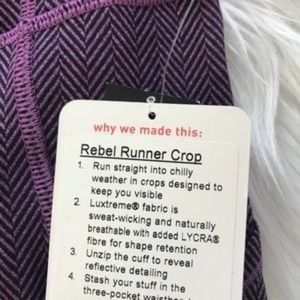 why we made this:
Rebel Runner Crop
1. Run straight into chilly
weather in crops designed to
keep you visible
2. Luxtreme® fabric is
sweat-wicking and naturally
breathable with added LYCRA®
fibre for shape retention
3. Unzip the cuff to reveal
reflective detailing
4. Stash your stuff in the
three-pocket